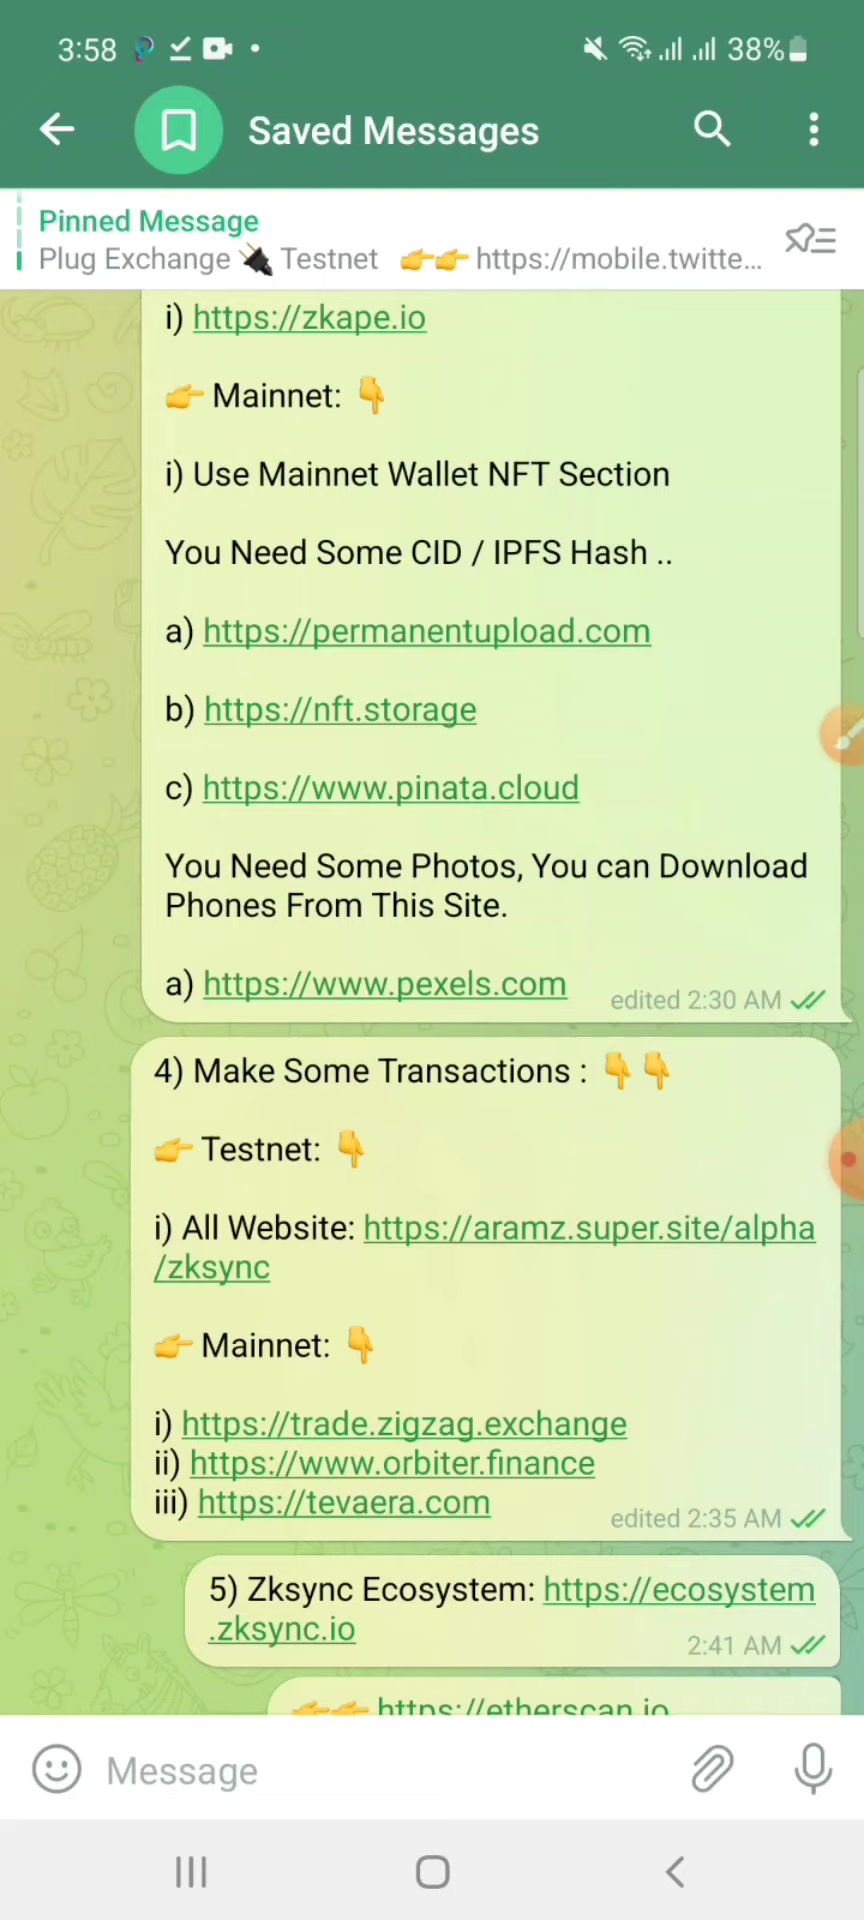 3:58
38%
Saved Messages
Pinned Message
Plug Exchange 🔌 Testnet 👉👉 https://mobile.twitte...
i) https://zkape.io
👉 Mainnet: 👇
i) Use Mainnet Wallet NFT Section
You Need Some CID / IPFS Hash ..
a) https://permanentupload.com
b) https://nft.storage
c) https://www.pinata.cloud
You Need Some Photos, You can Download
Phones From This Site.
a) https://www.pexels.com
edited 2:30 AM
4) Make Some Transactions : 👇👇
👉 Testnet: 👇
i) All Website: https://aramz.super.site/alpha
/zksync
👉 Mainnet: 👇
i) https://trade.zigzag.exchange
ii) https://www.orbiter.finance
iii) https://tevaera.com
edited 2:35 AM
5) Zksync Ecosystem: https://ecosystem
.zksync.io
2:41 AM
👉👉 https://etherscan.io
Message